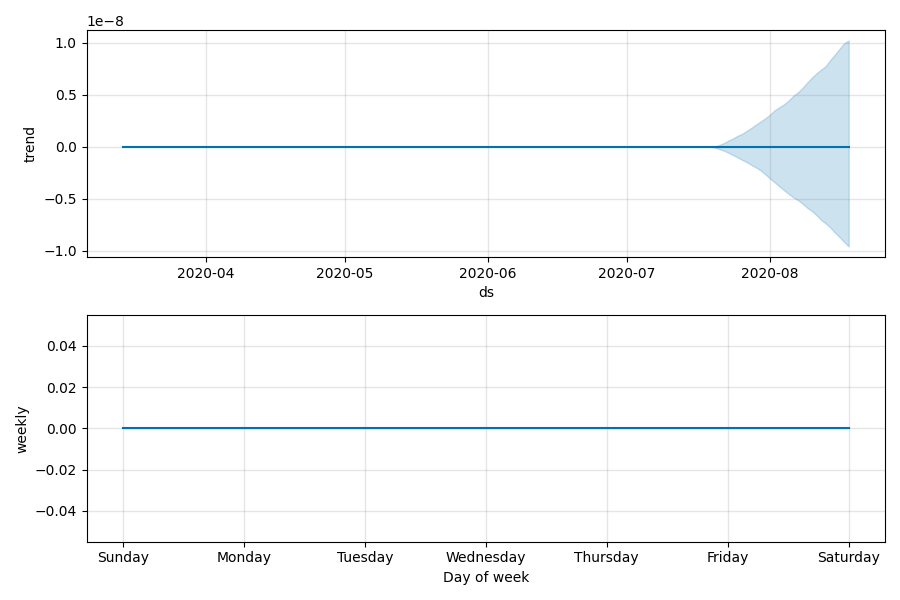 1e−8
1.0
0.5
0.0
−0.5
−1.0
trend
2020-04 2020-05 2020-06 2020-07 2020-08
ds
0.04
0.02
0.00
−0.02
−0.04
weekly
Sunday Monday Tuesday Wednesday Thursday Friday Saturday
Day of week